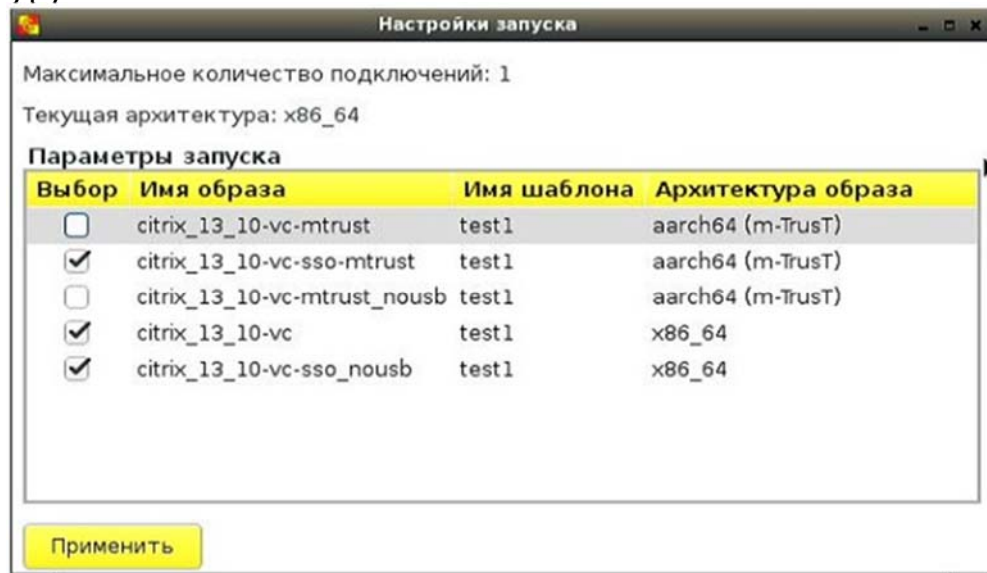 Настройки запуска
Максимальное количество подключений: 1
Текущая архитектура: x86_64
Параметры запуска
Выбор Имя образа Имя шаблона Архитектура образа
citrix_13_10-vc-mtrust test1 aarch64 (m-TrusT)
citrix_13_10-vc-sso-mtrust test1 aarch64 (m-TrusT)
citrix_13_10-vc-mtrust_nousb test1 aarch64 (m-TrusT)
citrix_13_10-vc test1 x86_64
citrix_13_10-vc-sso_nousb test1 x86_64
Применить